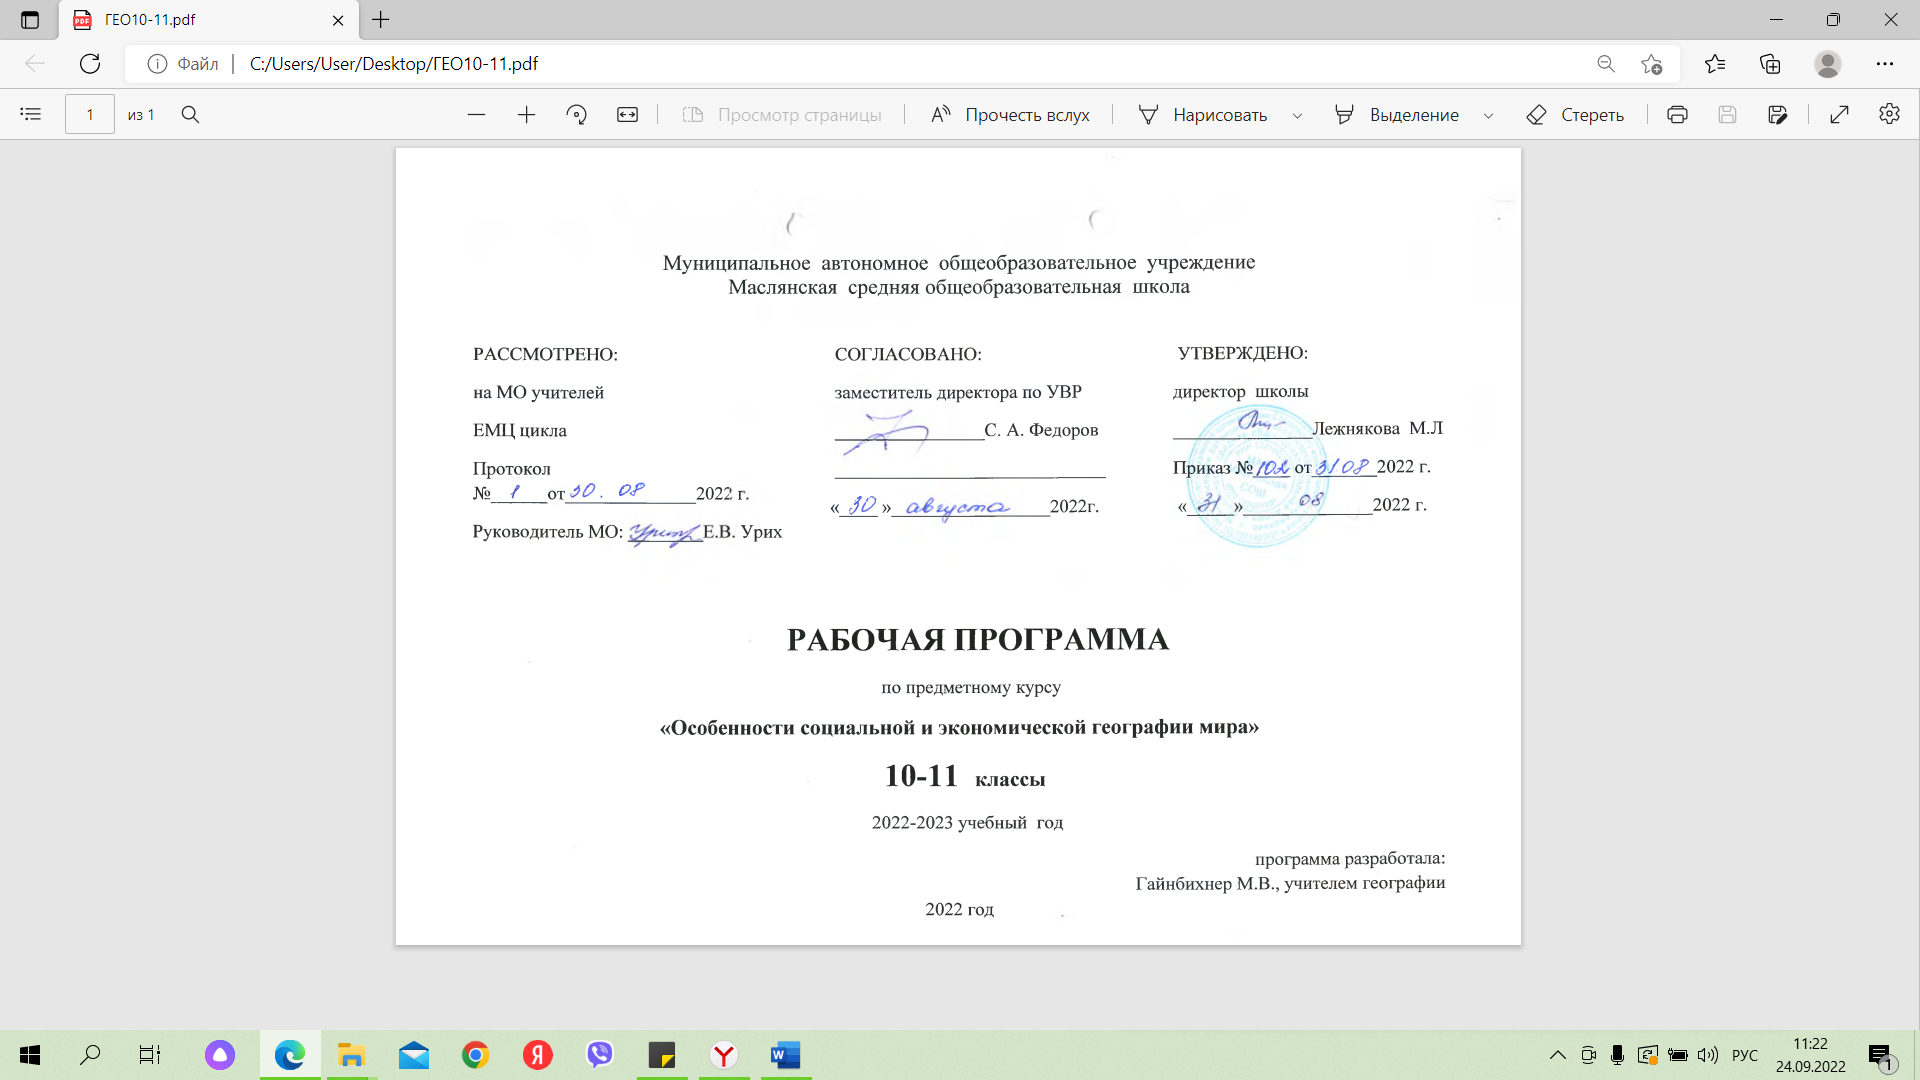 ГЕО10-11.pdf
Файл
C:/Users/User/Desktop/ГЕО10-11.pdf
1 из 1
Просмотр страницы
Прочесть вслух
Нарисовать
Выделение
Стереть
Муниципальное автономное общеобразовательное учреждение
Маслянская средняя общеобразовательная школа
РАССМОТРЕНО:
на МО учителей
ЕМЦ цикла
Протокол
№ 1 от 30. 08 2022 г.
Руководитель МО: Е.В. Урих
СОГЛАСОВАНО:
заместитель директора по УВР
С. А. Федоров
« 30 » августа 2022г.
УТВЕРЖДЕНО:
директор школы
Лежнякова М.Л
Приказ № 102 от 31 08 2022 г.
« 31 » 08 2022 г.
РАБОЧАЯ ПРОГРАММА
по предметному курсу
«Особенности социальной и экономической географии мира»
10-11 классы
2022-2023 учебный год
программа разработала:
Гайнбихнер М.В., учителем географии
2022 год
РУС
11:22
24.09.2022
1